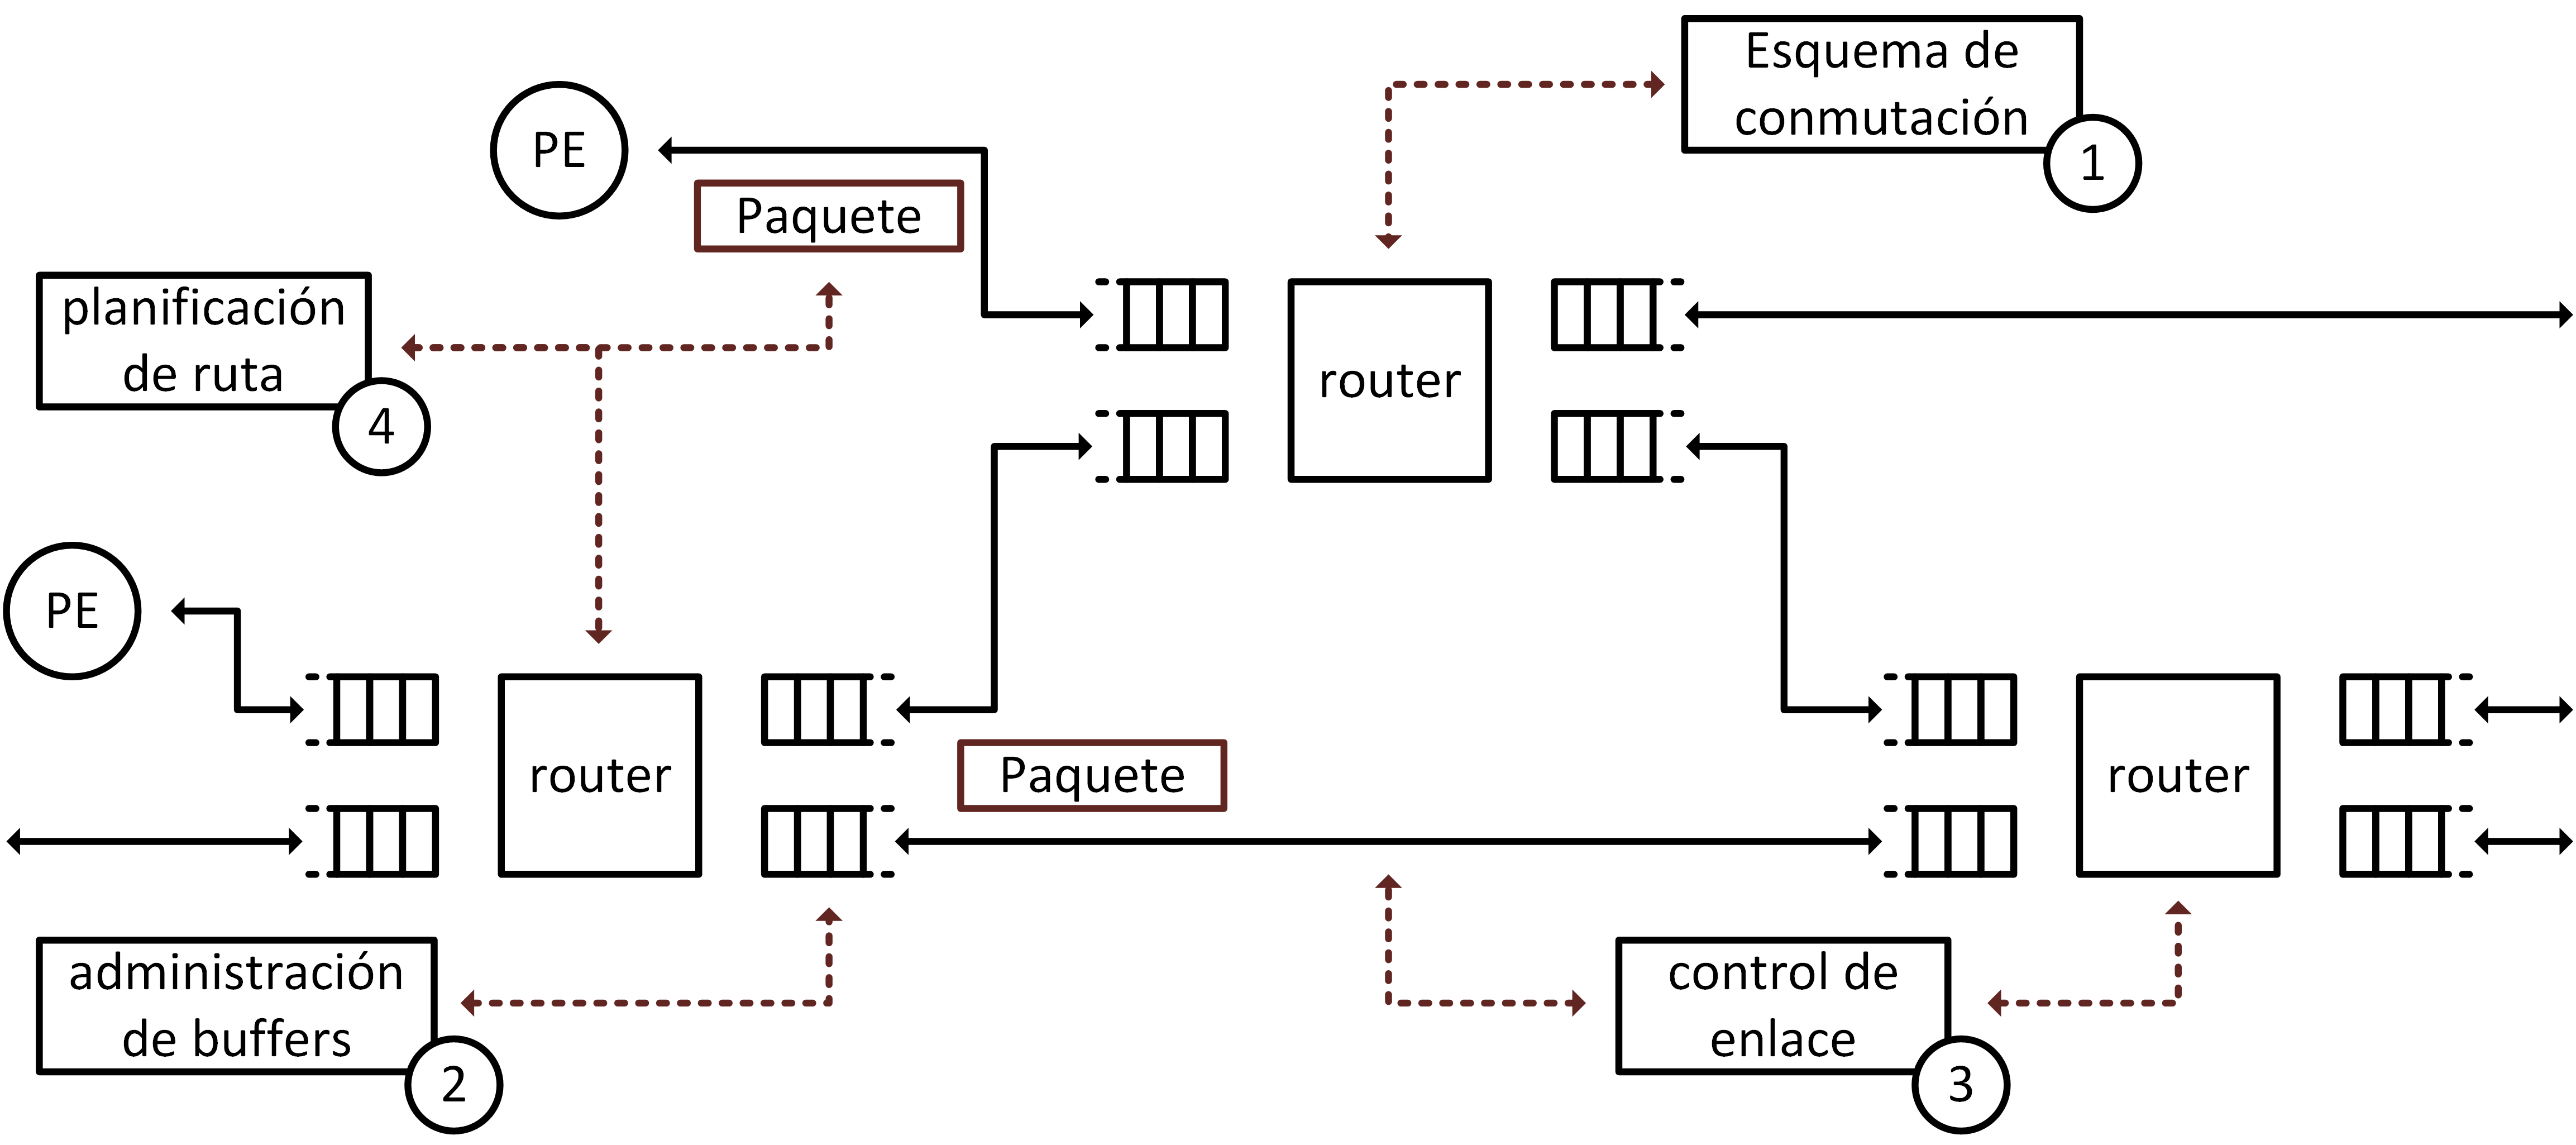 Esquema de
conmutación
1
PE
Paquete
planificación
de ruta
4
router
PE
router
Paquete
router
administración
de buffers
2
control de
enlace
3